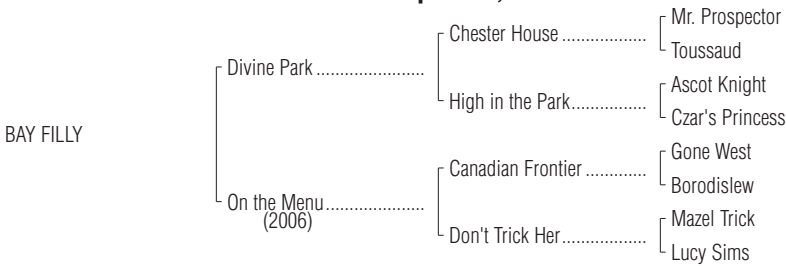 Mr. Prospector
Chester House ..................
Toussaud
Divine Park ........................
Ascot Knight
High in the Park.................
Czar's Princess
BAY FILLY
Gone West
Canadian Frontier .............
Borodislew
On the Menu......................
(2006)
Mazel Trick
Don't Trick Her...................
Lucy Sims